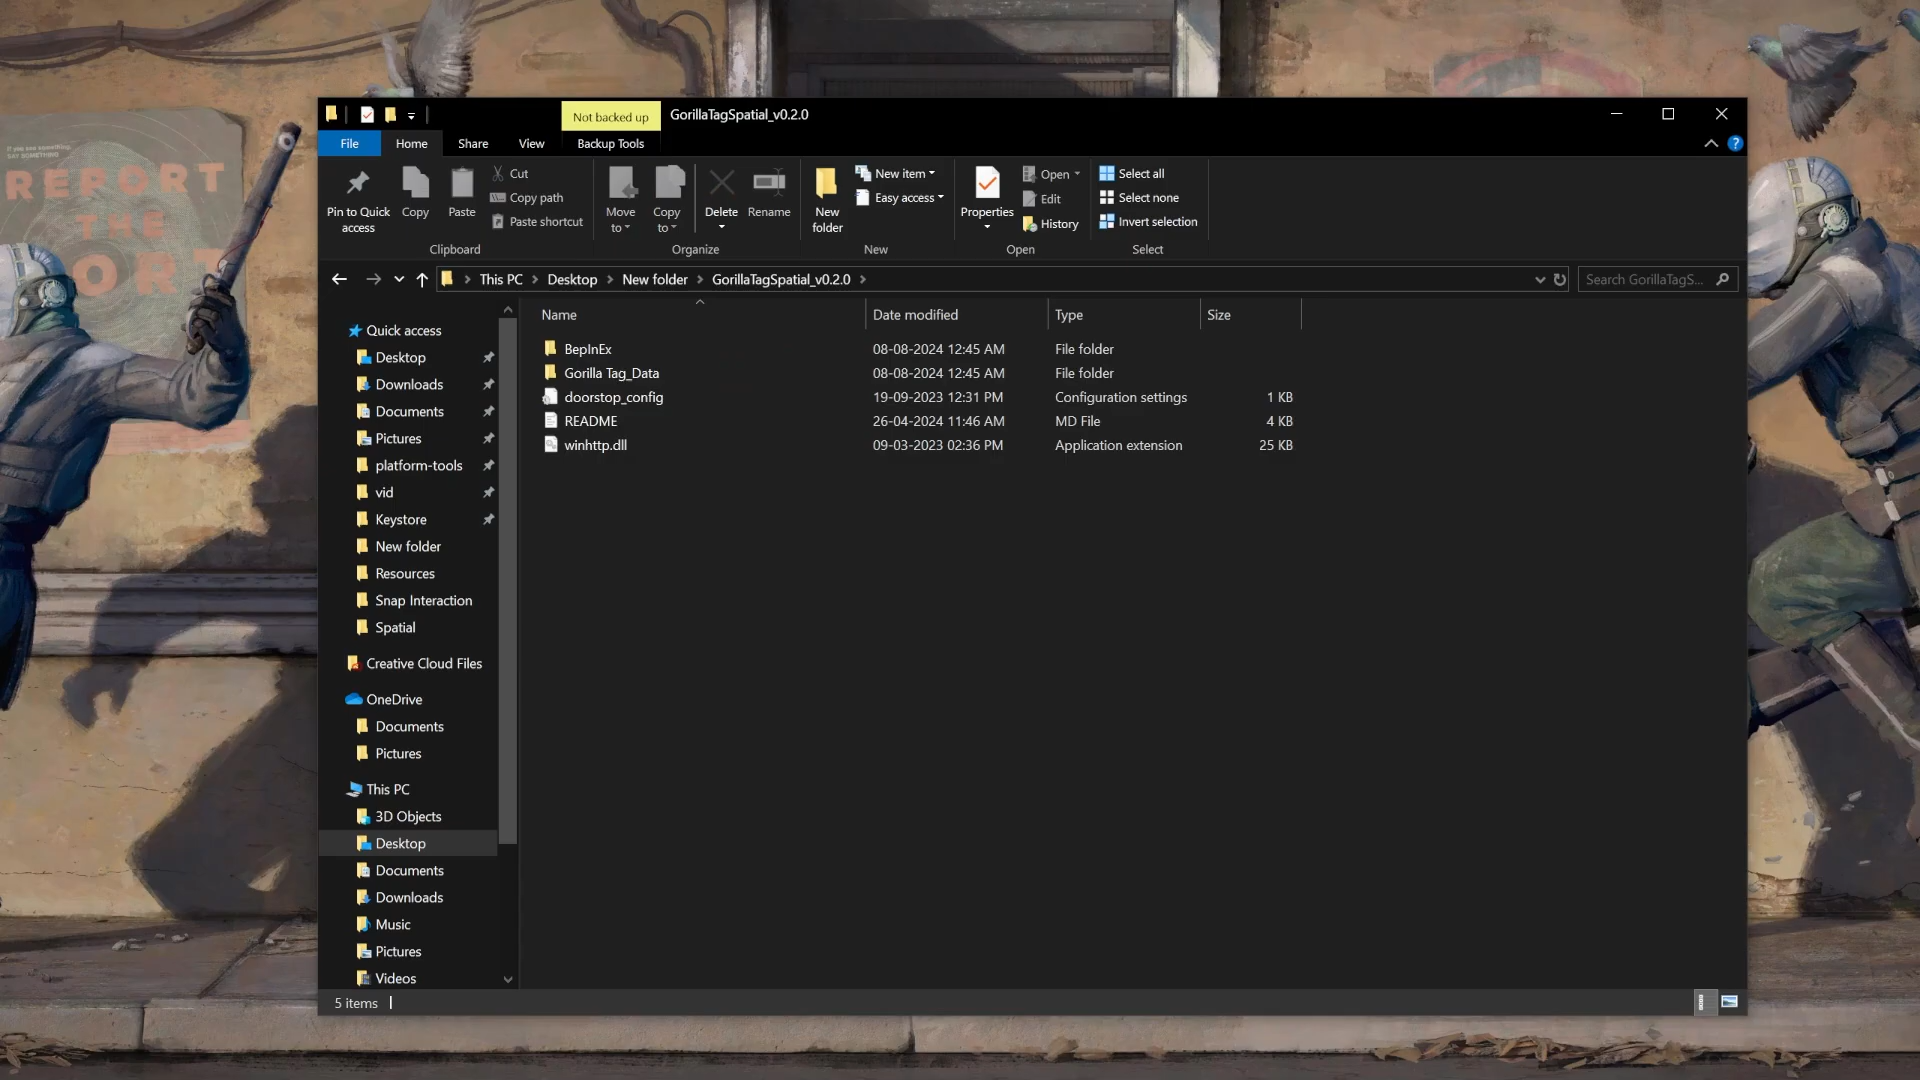 Not backed up
GorillaTagSpatial_v0.2.0
File
Home
Share
View
Backup Tools
Pin to Quick access
Copy
Paste
Cut
Copy path
Paste shortcut
Clipboard
Move to
Copy to
Delete
Rename
Organize
New folder
New item
Easy access
New
Properties
Open
Edit
History
Open
Select all
Select none
Invert selection
Select
This PC > Desktop > New folder > GorillaTagSpatial_v0.2.0 >
Search GorillaTagS...
Name Date modified Type Size
BepInEx 08-08-2024 12:45 AM File folder
Gorilla Tag_Data 08-08-2024 12:45 AM File folder
doorstop_config 19-09-2023 12:31 PM Configuration settings 1 KB
README 26-04-2024 11:46 AM MD File 4 KB
winhttp.dll 09-03-2023 02:36 PM Application extension 25 KB
Quick access
Desktop
Downloads
Documents
Pictures
platform-tools
vid
Keystore
New folder
Resources
Snap Interaction
Spatial
Creative Cloud Files
OneDrive
Documents
Pictures
This PC
3D Objects
Desktop
Documents
Downloads
Music
Pictures
Videos
5 items
If you see something,
SAY SOMETHING
REPORT
THE